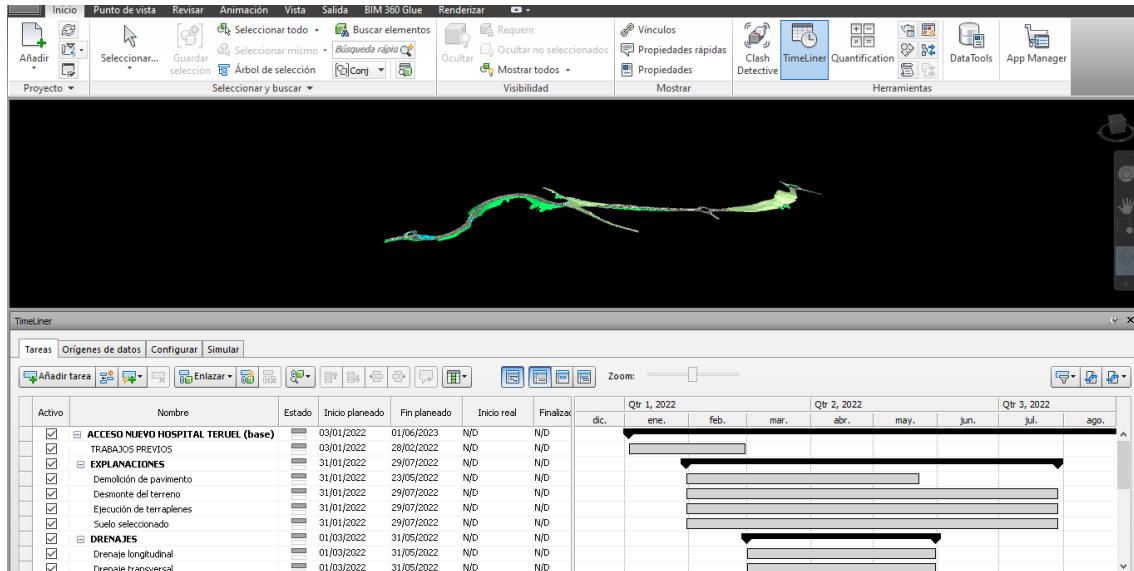 Inicio Punto de vista Revisar Animación Vista Salida BIM 360 Glue Renderizar
Añadir
Seleccionar...
Guardar selección
Seleccionar todo
Seleccionar mismo
Árbol de selección
Buscar elementos
Búsqueda rápida
Conj
Ocultar
Requerir
Ocultar no seleccionados
Mostrar todos
Vínculos
Propiedades rápidas
Propiedades
Clash Detective
TimeLiner
Quantification
DataTools
App Manager
Proyecto Seleccionar y buscar Visibilidad Mostrar Herramientas
TimeLiner
Tareas Orígenes de datos Configurar Simular
Añadir tarea Enlazar Zoom:
Activo Nombre Estado Inicio planeado Fin planeado Inicio real Finalizac
Qtr 1, 2022 Qtr 2, 2022 Qtr 3, 2022
dic. ene. feb. mar. abr. may. jun. jul. ago.
ACCESO NUEVO HOSPITAL TERUEL (base) 03/01/2022 01/06/2023 N/D N/D
TRABAJOS PREVIOS 03/01/2022 28/02/2022 N/D N/D
EXPLANACIONES 31/01/2022 29/07/2022 N/D N/D
Demolición de pavimento 31/01/2022 23/05/2022 N/D N/D
Desmonte del terreno 31/01/2022 29/07/2022 N/D N/D
Ejecución de terraplenes 31/01/2022 29/07/2022 N/D N/D
Suelo seleccionado 31/01/2022 29/07/2022 N/D N/D
DRENAJES 01/03/2022 31/05/2022 N/D N/D
Drenaje longitudinal 01/03/2022 31/05/2022 N/D N/D
Drenaje transversal 01/03/2022 31/05/2022 N/D N/D